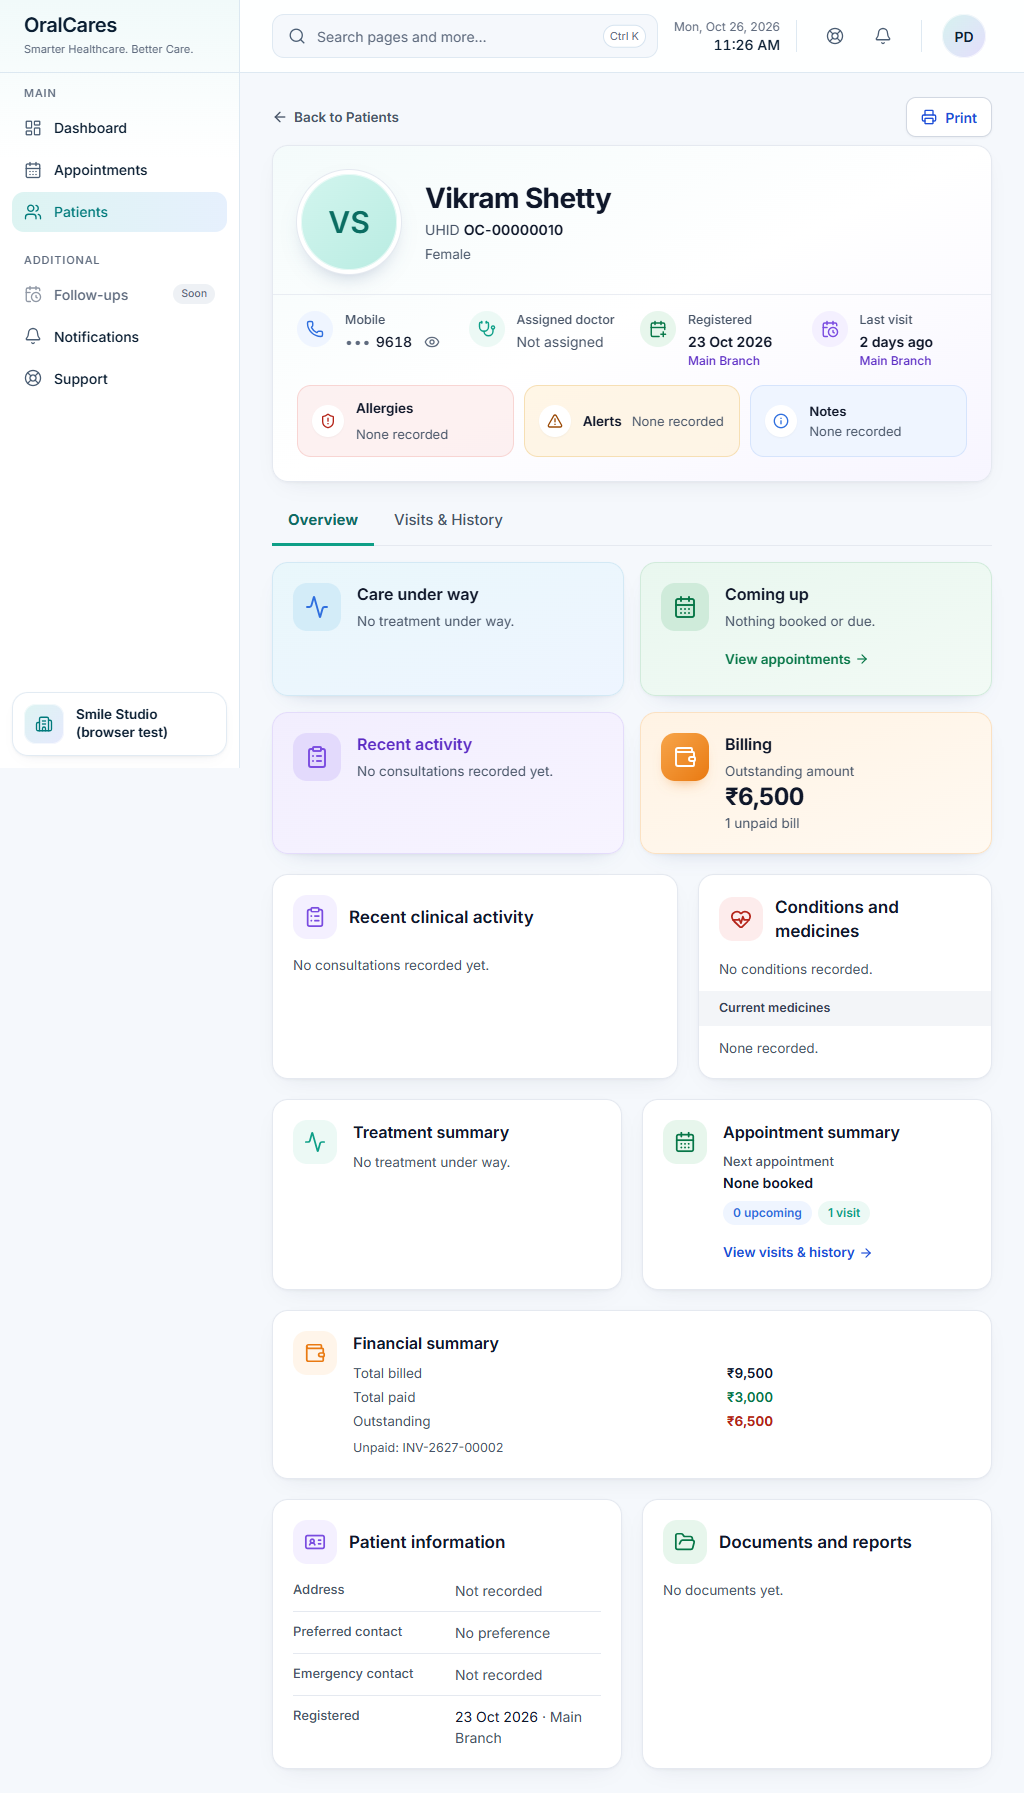 OralCares
Smarter Healthcare. Better Care.
Search pages and more...
Ctrl K
Mon, Oct 26, 2026
11:26 AM
PD
MAIN
Dashboard
Appointments
Patients
ADDITIONAL
Follow-ups
Soon
Notifications
Support
Smile Studio
(browser test)
Back to Patients
Print
VS
Vikram Shetty
UHID OC-00000010
Female
Mobile
••• 9618
Assigned doctor
Not assigned
Registered
23 Oct 2026
Main Branch
Last visit
2 days ago
Main Branch
Allergies
None recorded
Alerts None recorded
Notes
None recorded
Overview
Visits & History
Care under way
No treatment under way.
Coming up
Nothing booked or due.
View appointments →
Recent activity
No consultations recorded yet.
Billing
Outstanding amount
₹6,500
1 unpaid bill
Recent clinical activity
No consultations recorded yet.
Conditions and
medicines
No conditions recorded.
Current medicines
None recorded.
Treatment summary
No treatment under way.
Appointment summary
Next appointment
None booked
0 upcoming
1 visit
View visits & history →
Financial summary
Total billed ₹9,500
Total paid ₹3,000
Outstanding ₹6,500
Unpaid: INV-2627-00002
Patient information
Address Not recorded
Preferred contact No preference
Emergency contact Not recorded
Registered 23 Oct 2026 · Main
Branch
Documents and reports
No documents yet.